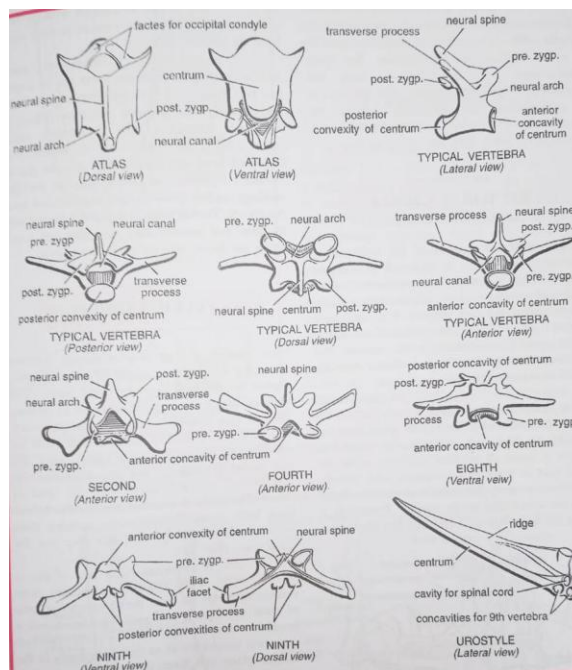 factes for occipital condyle
neural spine
neural arch
ATLAS
(Dorsal view)
centrum
post. zygp.
neural canal
ATLAS
(Ventral view)
neural spine
transverse process
pre. zygp.
post. zygp.
neural arch
posterior
convexity of centrum
anterior
concavity
of centrum
TYPICAL VERTEBRA
(Lateral view)
neural spine
neural canal
pre. zygp
post. zygp.
transverse
process
posterior convexity of centrum
TYPICAL VERTEBRA
(Posterior view)
pre. zygp.
neural arch
neural spine
centrum
post. zygp.
TYPICAL VERTEBRA
(Dorsal view)
transverse process
neural spine
post. zygp.
neural canal
pre. zygp.
anterior concavity of centrum
TYPICAL VERTEBRA
(Anterior view)
neural spine
post. zygp.
neural arch
transverse
process
pre. zygp.
anterior concavity of centrum
SECOND
(Anterior view)
neural spine
pre. zygp.
FOURTH
(Anterior view)
posterior concavity of centrum
post. zygp.
process
pre. zygp.
anterior concavity of centrum
EIGHTH
(Ventral veiw)
anterior convexity of centrum
neural spine
pre. zygp.
iliac
facet
transverse process
posterior convexities of centrum
NINTH
(Ventral view)
NINTH
(Dorsal view)
ridge
centrum
cavity for spinal cord
concavities for 9th vertebra
UROSTYLE
(Lateral view)